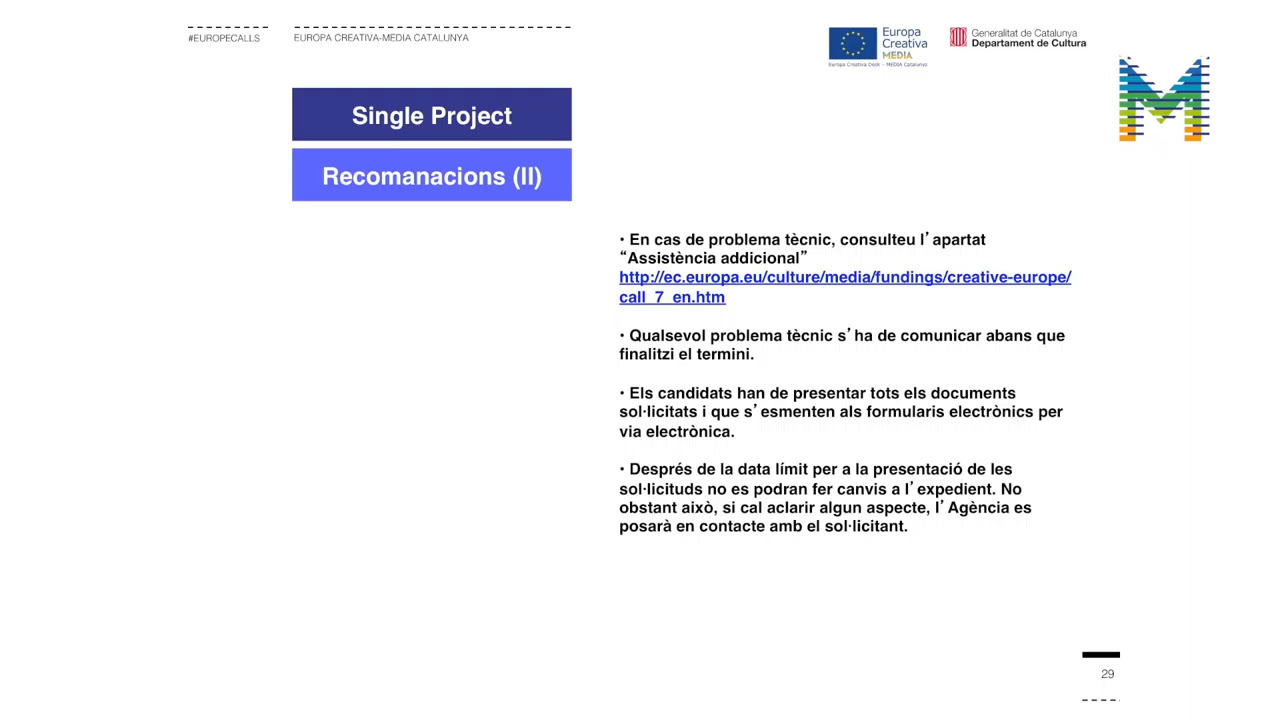 #EUROPECALLS
EUROPA CREATIVA-MEDIA CATALUNYA
Europa
Creativa
MEDIA
Europa Creativa Desk – MEDIA Catalunya
Generalitat de Catalunya
Departament de Cultura
Single Project
Recomanacions (II)
• En cas de problema tècnic, consulteu l’apartat
“Assistència addicional”
http://ec.europa.eu/culture/media/fundings/creative-europe/
call_7_en.htm
• Qualsevol problema tècnic s’ha de comunicar abans que
finalitzi el termini.
• Els candidats han de presentar tots els documents
sol·licitats i que s’esmenten als formularis electrònics per
via electrònica.
• Després de la data límit per a la presentació de les
sol·licituds no es podran fer canvis a l’expedient. No
obstant això, si cal aclarir algun aspecte, l’Agència es
posarà en contacte amb el sol·licitant.
29